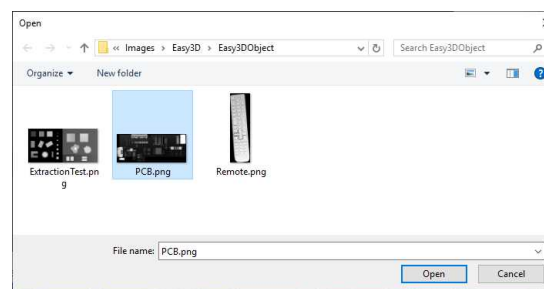 Open
« Images › Easy3D › Easy3DObject
Search Easy3DObject
Organize
New folder
ExtractionTest.pn
g
PCB.png
Remote.png
File name: PCB.png
Open
Cancel